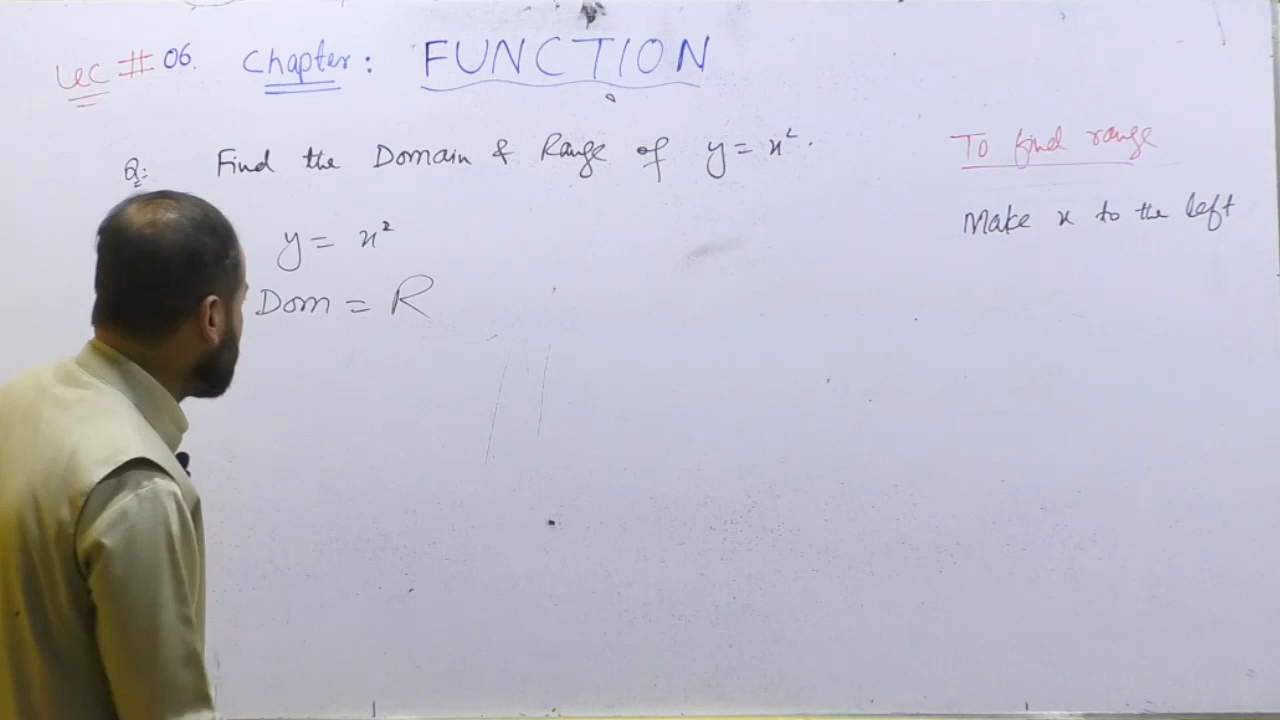 Lec # 06. Chapter: FUNCTION
Q: Find the Domain & Range of y = x².
y = x²
Dom = R
To find range
Make x to the left